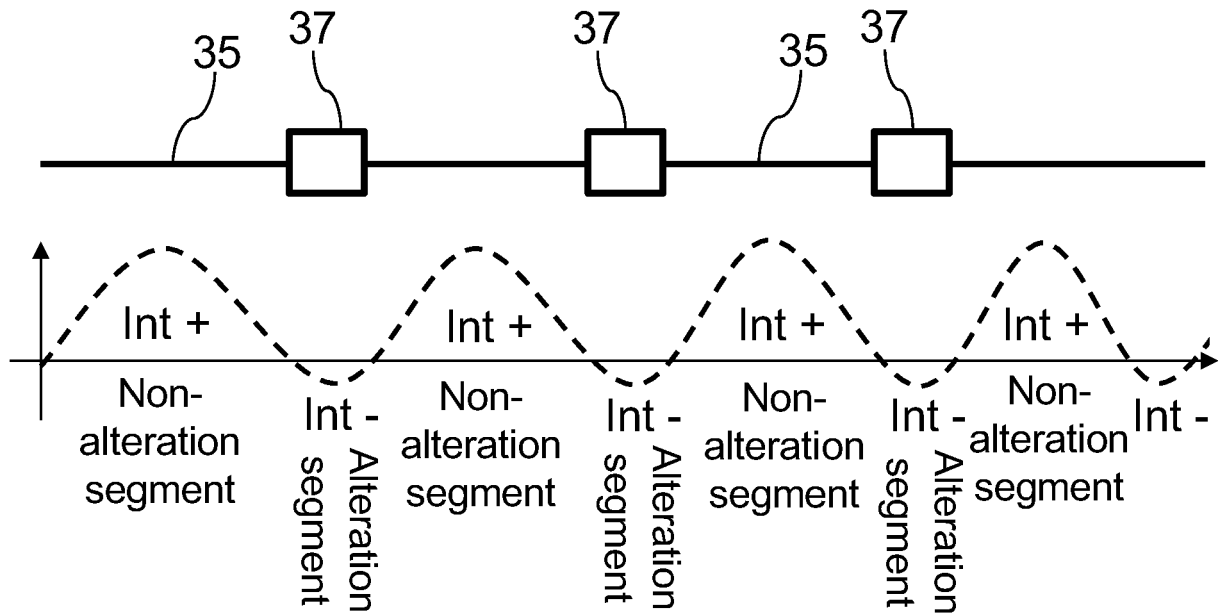 35
37
37
35
37
Int +
Int +
Int +
Int +
Non-
alteration
segment
Int -
Alteration
segment
Non-
alteration
segment
Int -
Alteration
segment
Non-
alteration
segment
Int -
Alteration
segment
Non-
alteration
segment
Int -